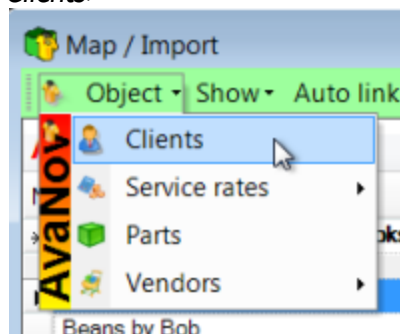 Clients.
Map / Import
Object Show Auto link
Clients
Service rates
Parts
Vendors
AvaNov
Beans by Bob